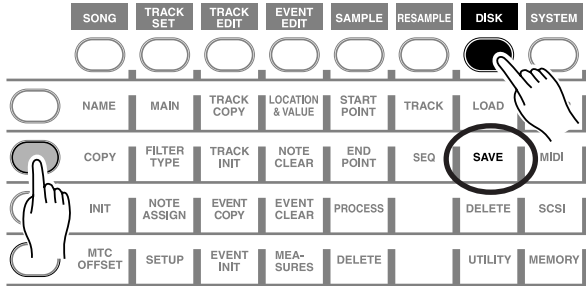 SONG TRACK SET TRACK EDIT EVENT EDIT SAMPLE RESAMPLE DISK SYSTEM
NAME MAIN TRACK COPY LOCATION & VALUE START POINT TRACK LOAD
COPY FILTER TYPE TRACK INIT NOTE CLEAR END POINT SEQ SAVE MIDI
INIT NOTE ASSIGN EVENT COPY EVENT CLEAR PROCESS DELETE SCSI
MTC OFFSET SETUP EVENT INIT MEA- SURES DELETE UTILITY MEMORY